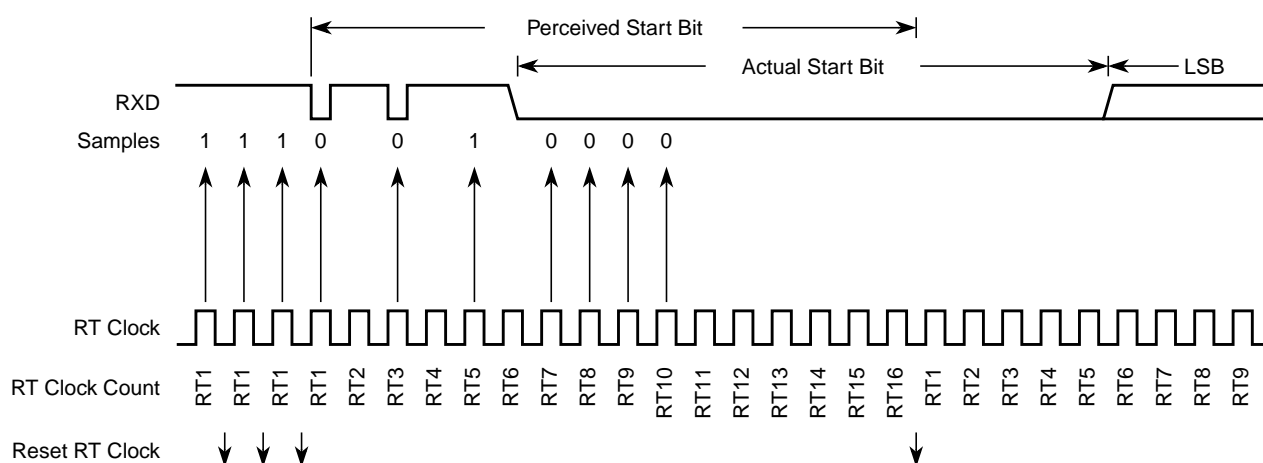 Perceived Start Bit
Actual Start Bit LSB
RXD
Samples 1 1 1 0 0 1 0 0 0 0
RT Clock
RT Clock Count RT1 RT1 RT1 RT1 RT2 RT3 RT4 RT5 RT6 RT7 RT8 RT9 RT10 RT11 RT12 RT13 RT14 RT15 RT16 RT1 RT2 RT3 RT4 RT5 RT6 RT7 RT8 RT9
Reset RT Clock